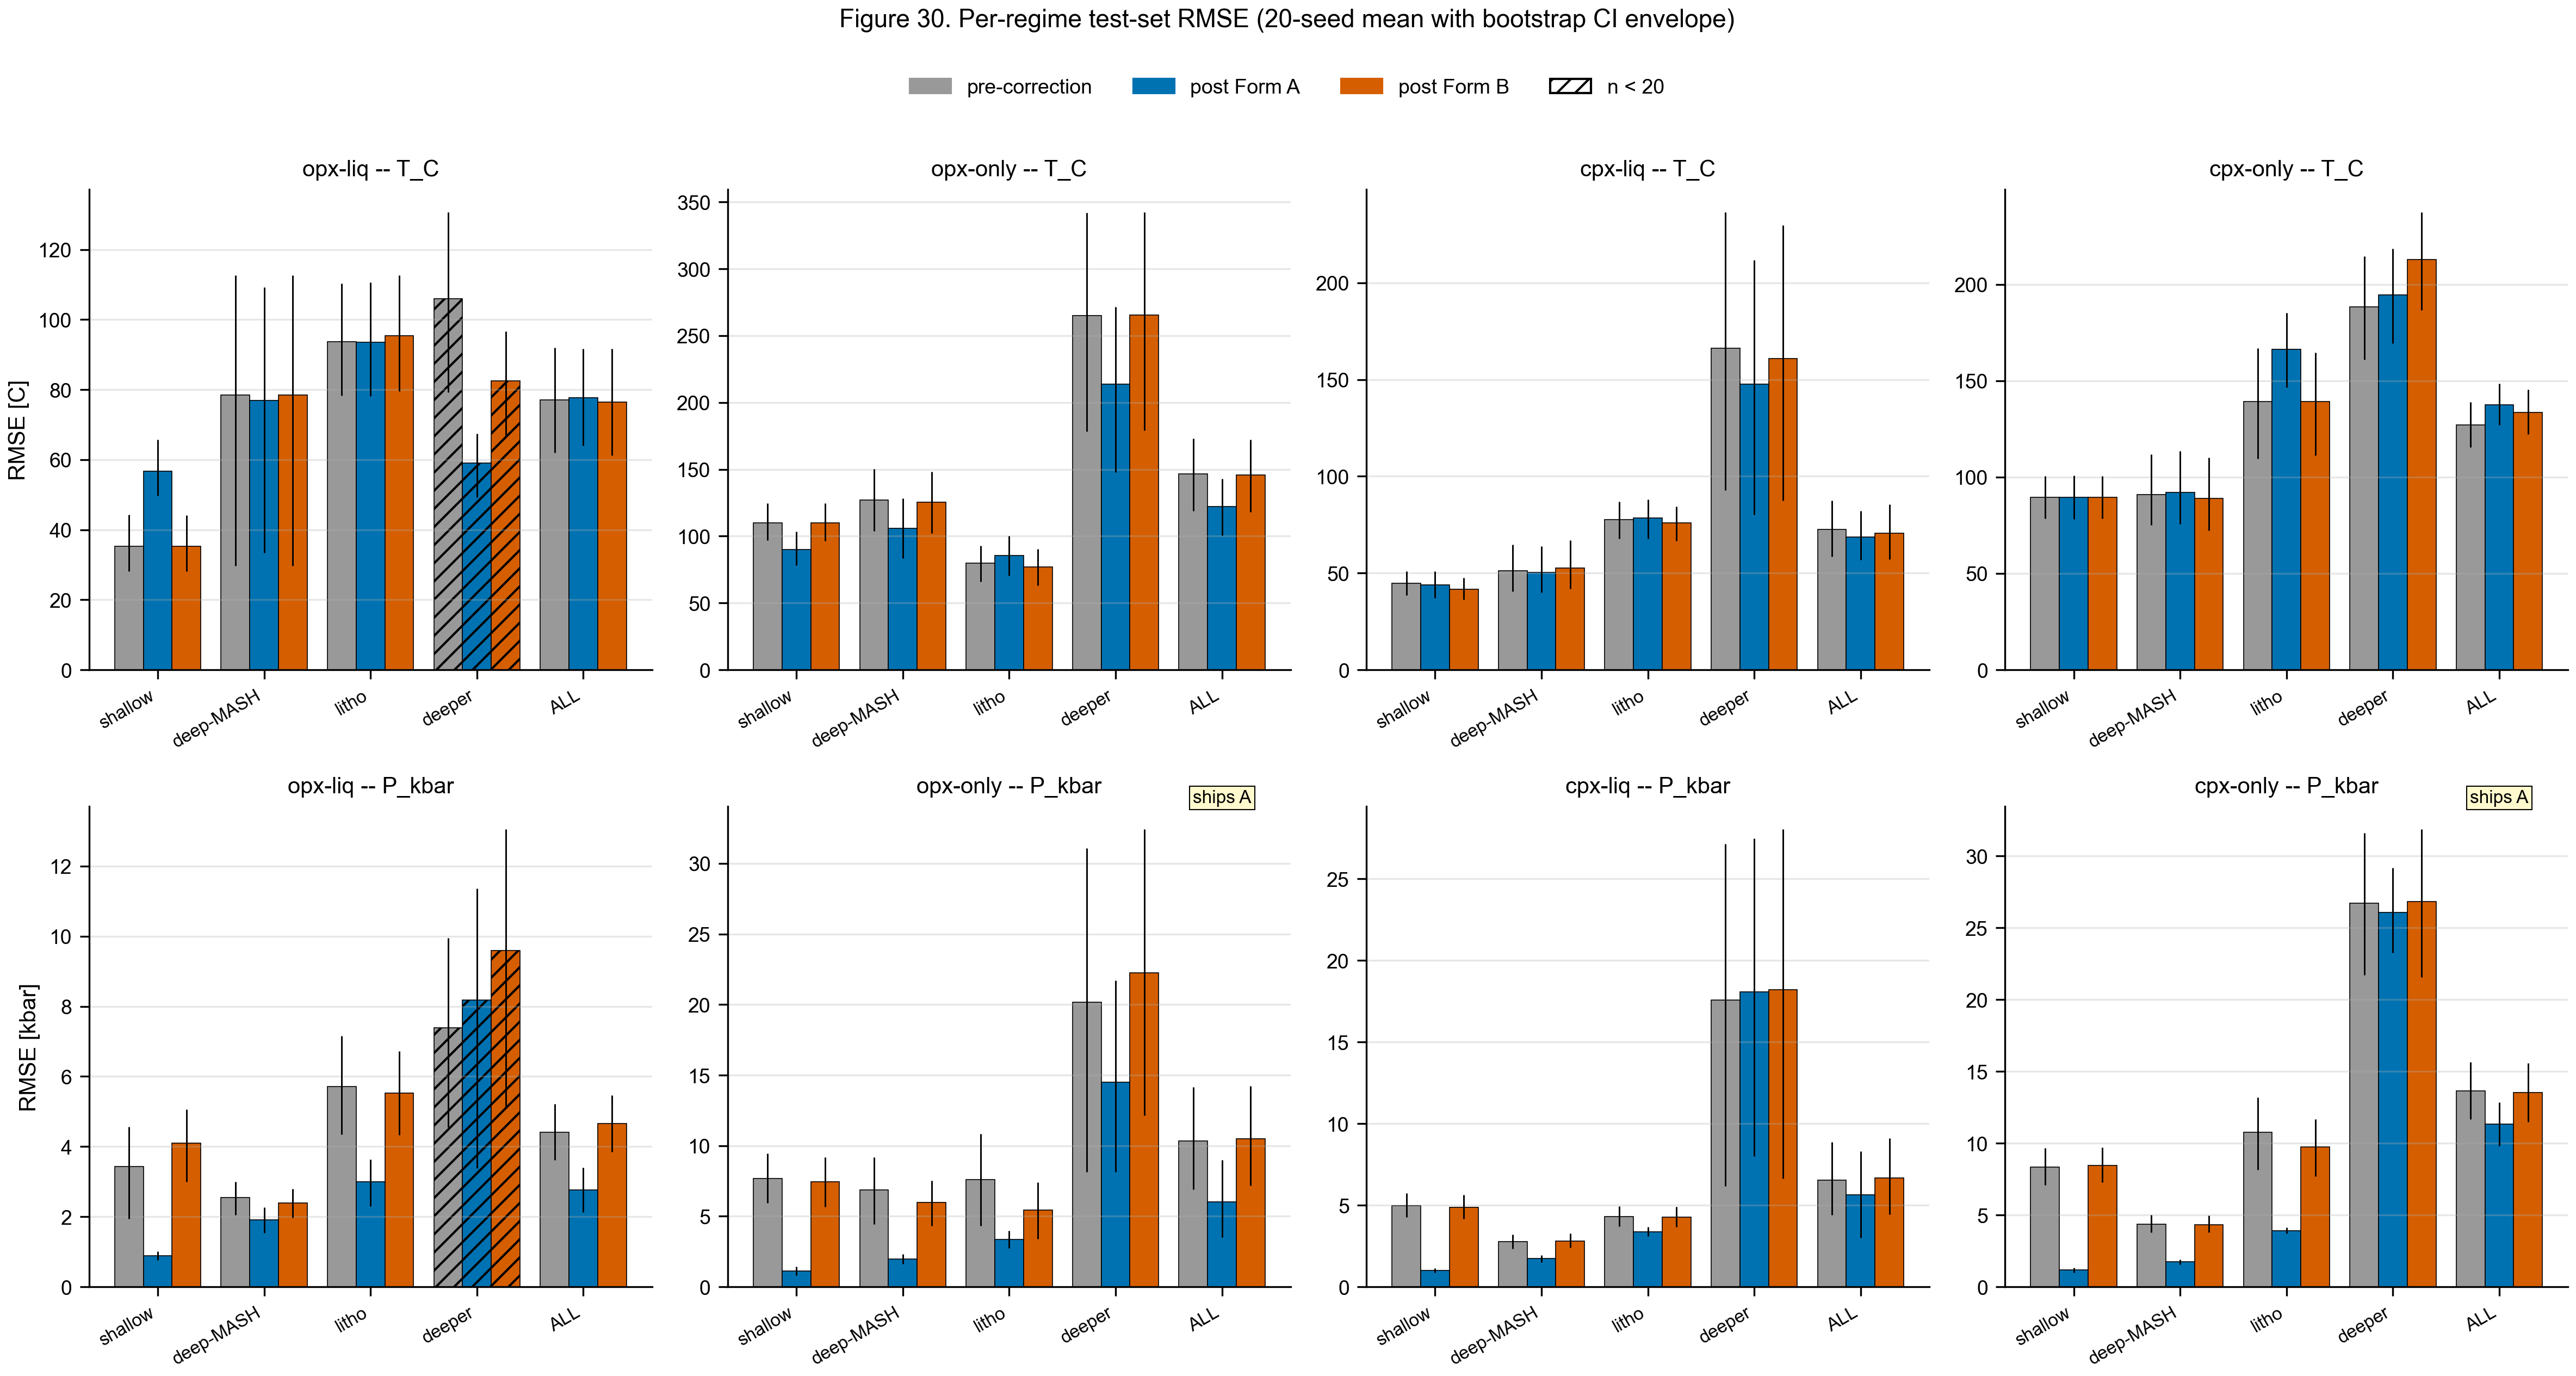 Figure 30. Per-regime test-set RMSE (20-seed mean with bootstrap CI envelope)
pre-correction
post Form A
post Form B
n < 20
opx-liq -- T_C
RMSE [C]
120
100
80
60
40
20
0
shallow
deep-MASH
litho
deeper
ALL
opx-only -- T_C
350
300
250
200
150
100
50
0
shallow
deep-MASH
litho
deeper
ALL
cpx-liq -- T_C
200
150
100
50
0
shallow
deep-MASH
litho
deeper
ALL
cpx-only -- T_C
200
150
100
50
0
shallow
deep-MASH
litho
deeper
ALL
opx-liq -- P_kbar
RMSE [kbar]
12
10
8
6
4
2
0
shallow
deep-MASH
litho
deeper
ALL
opx-only -- P_kbar
ships A
30
25
20
15
10
5
0
shallow
deep-MASH
litho
deeper
ALL
cpx-liq -- P_kbar
25
20
15
10
5
0
shallow
deep-MASH
litho
deeper
ALL
cpx-only -- P_kbar
ships A
30
25
20
15
10
5
0
shallow
deep-MASH
litho
deeper
ALL